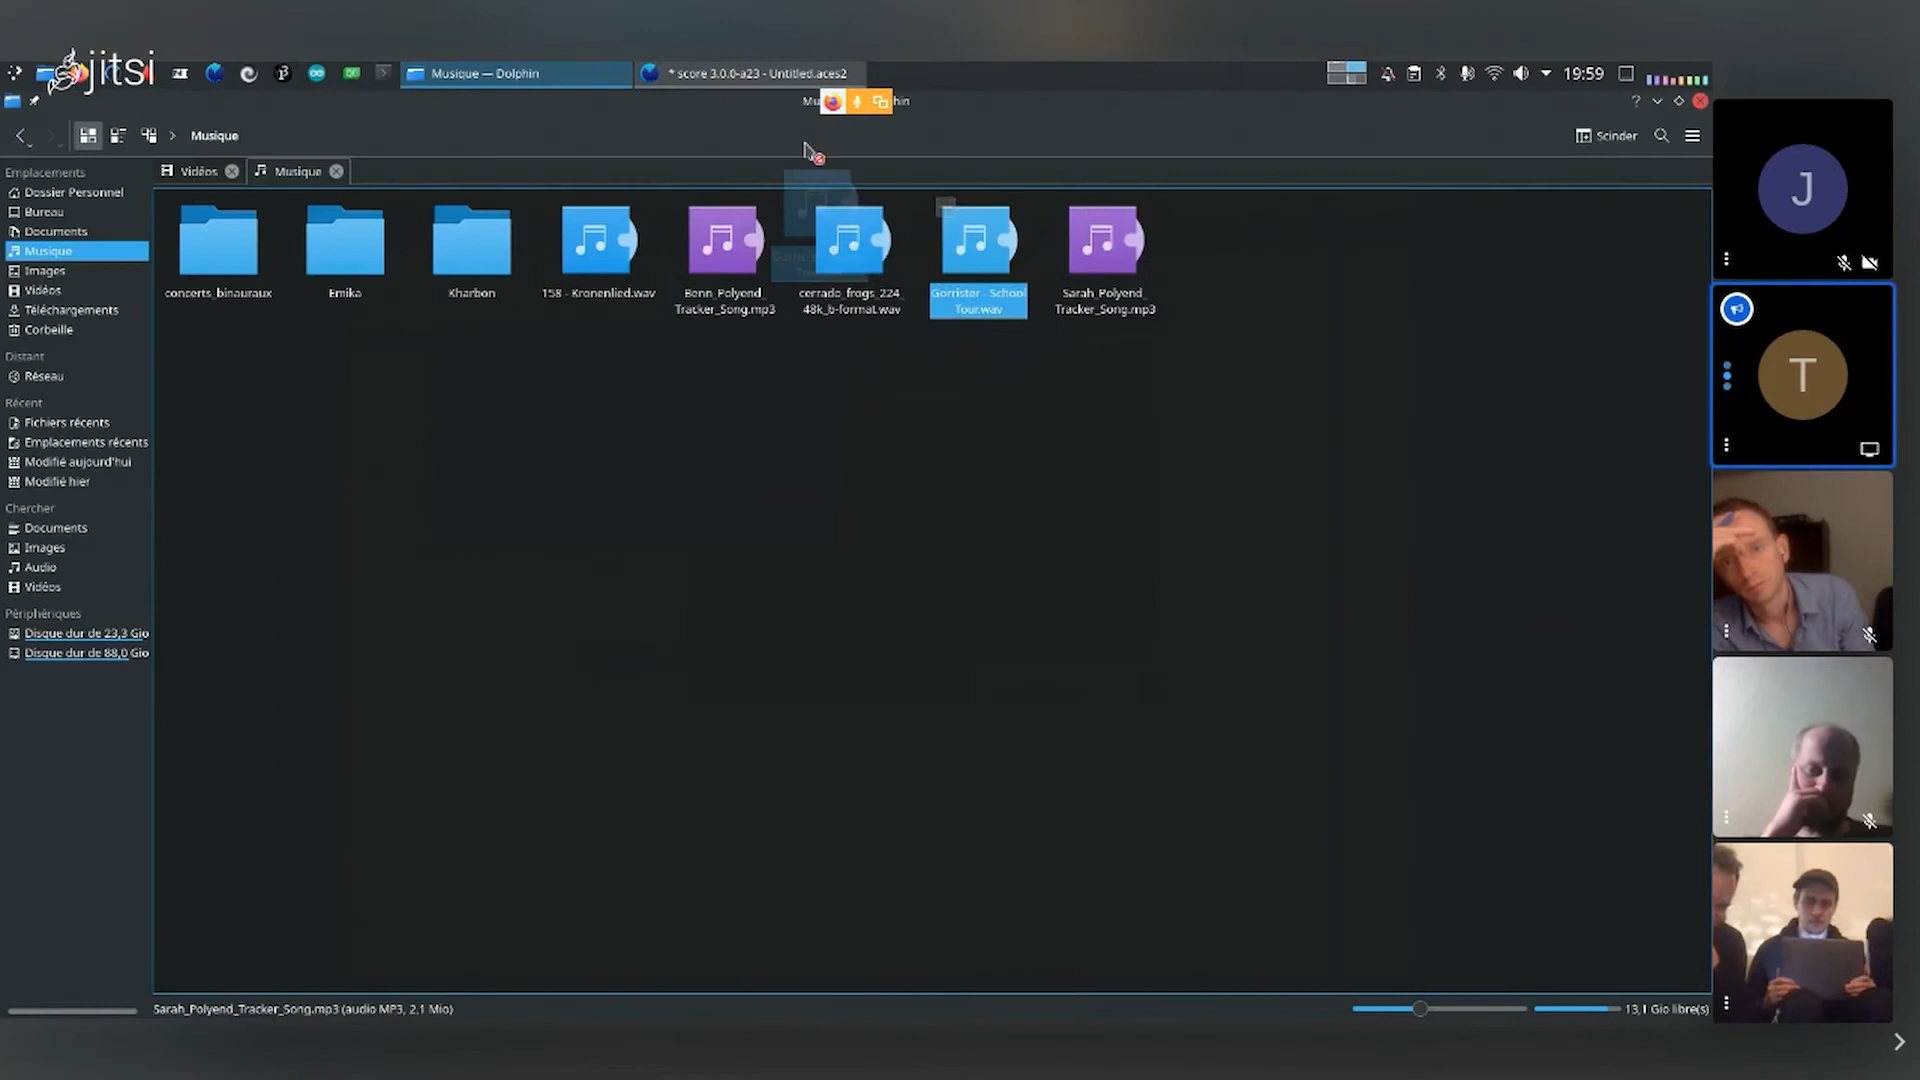 jitsi
Musique — Dolphin
* score 3.0.0-a23 - Untitled.aces2
19:59
Mu
hin
Musique
Scinder
Emplacements
Dossier Personnel
Bureau
Documents
Musique
Images
Vidéos
Téléchargements
Corbeille
Distant
Réseau
Récent
Fichiers récents
Emplacements récents
Modifié aujourd'hui
Modifié hier
Chercher
Documents
Images
Audio
Vidéos
Périphériques
Disque dur de 23,3 Gio
Disque dur de 88,0 Gio
Vidéos
Musique
concerts_binauraux
Emika
Kharbon
158 - Kronenlied.wav
Benn_Polyend_
Tracker_Song.mp3
cerrado_frogs_224_
48k_b-format.wav
Gorrister - School
Tour.wav
Sarah_Polyend_
Tracker_Song.mp3
Sarah_Polyend_Tracker_Song.mp3 (audio MP3, 2,1 Mio)
13,1 Gio libre(s)
J
T